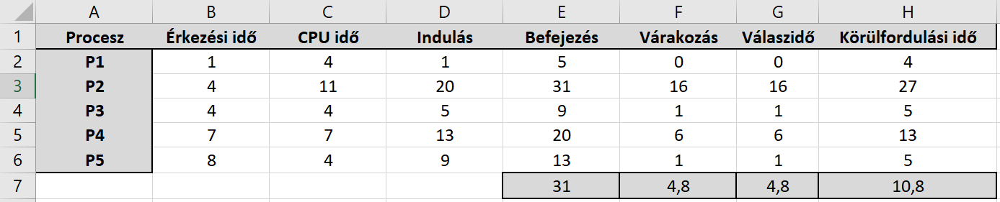 A B C D E F G H
1 Procesz Érkezési idő CPU idő Indulás Befejezés Várakozás Válaszidő Körülfordulási idő
2 P1 1 4 1 5 0 0 4
3 P2 4 11 20 31 16 16 27
4 P3 4 4 5 9 1 1 5
5 P4 7 7 13 20 6 6 13
6 P5 8 4 9 13 1 1 5
7 31 4,8 4,8 10,8